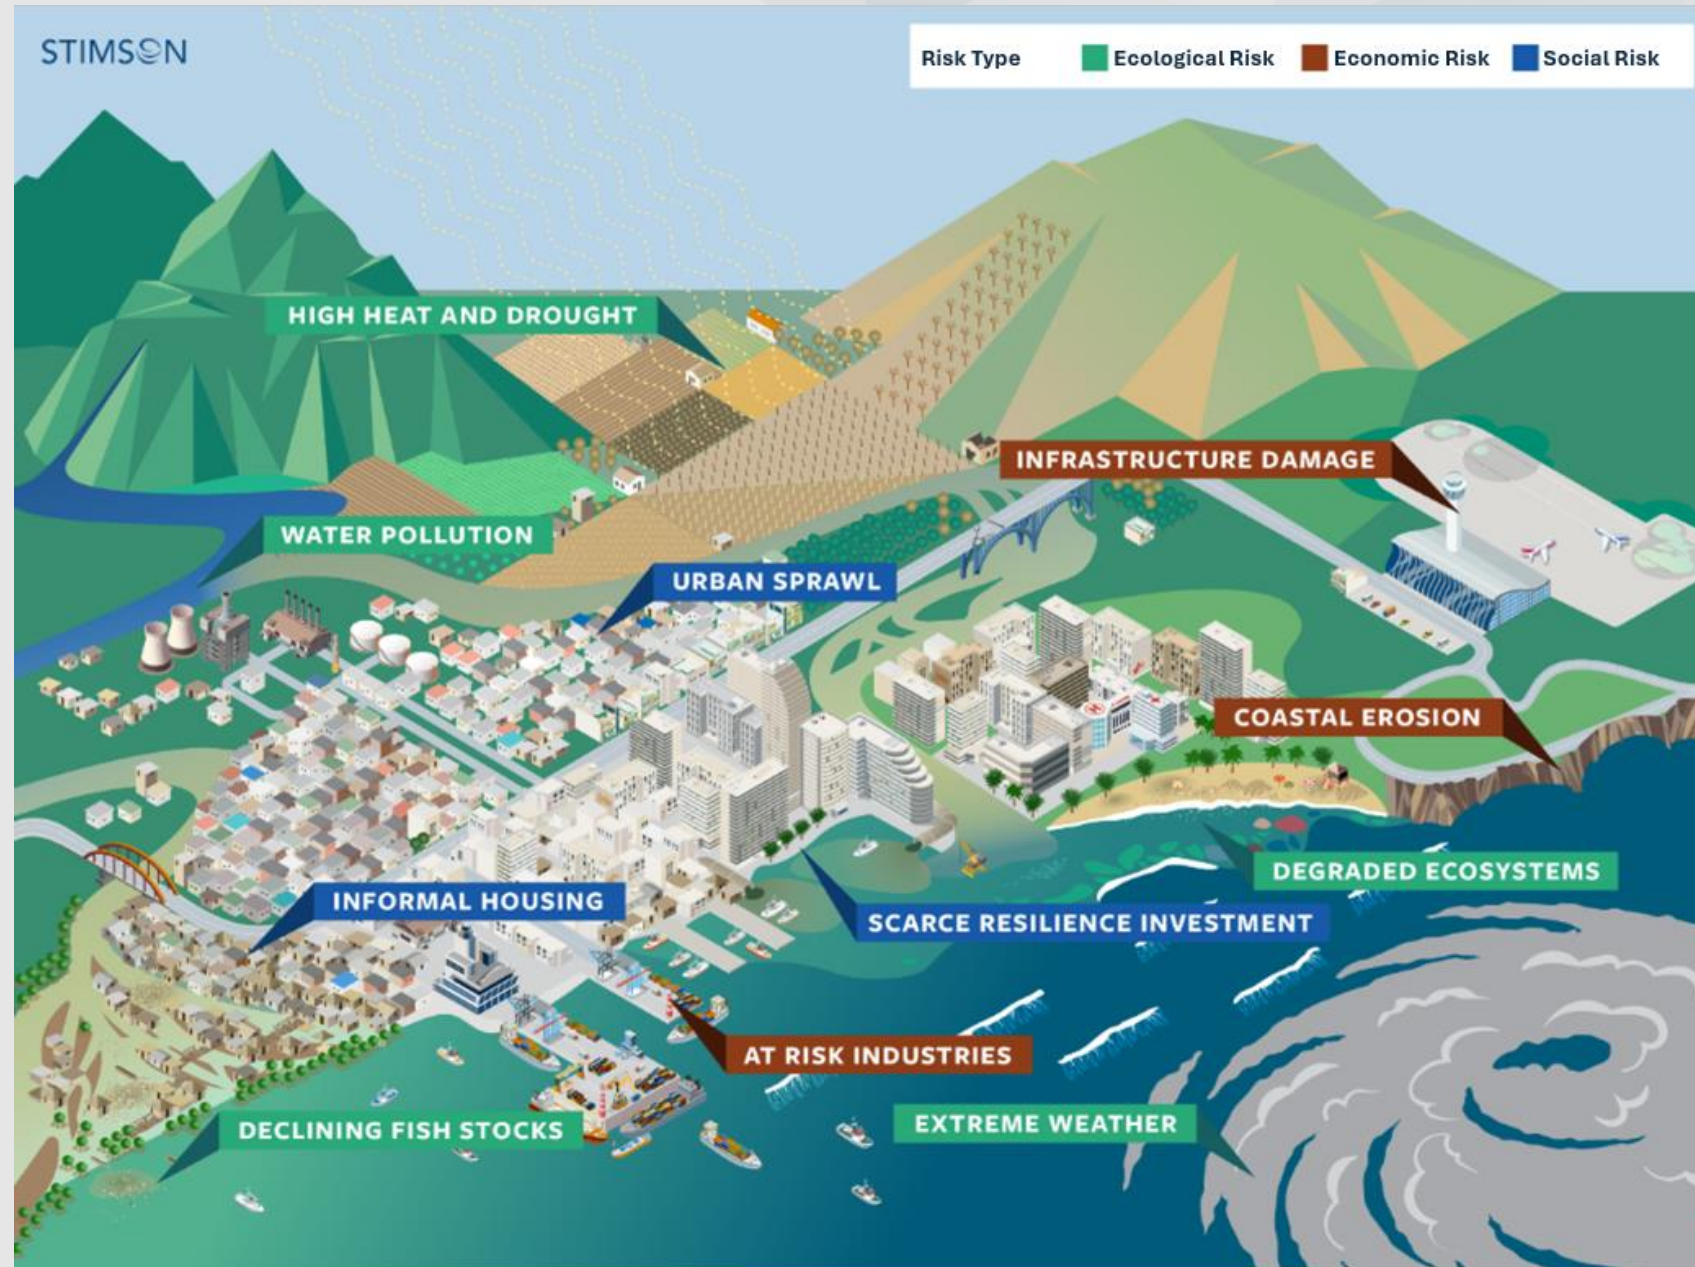 STIMSON
Risk Type Ecological Risk Economic Risk Social Risk
HIGH HEAT AND DROUGHT
INFRASTRUCTURE DAMAGE
WATER POLLUTION
URBAN SPRAWL
COASTAL EROSION
DEGRADED ECOSYSTEMS
INFORMAL HOUSING
SCARCE RESILIENCE INVESTMENT
AT RISK INDUSTRIES
EXTREME WEATHER
DECLINING FISH STOCKS